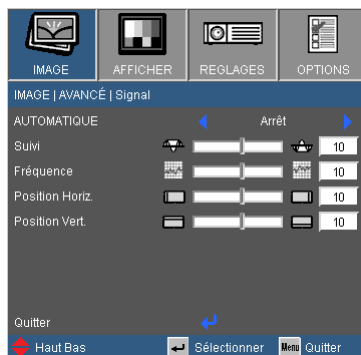 IMAGE AFFICHER REGLAGES OPTIONS
IMAGE | AVANCÉ | Signal
AUTOMATIQUE Arrêt
Suivi 10
Fréquence 10
Position Horiz. 10
Position Vert. 10
Quitter
Haut Bas Sélectionner Menu Quitter